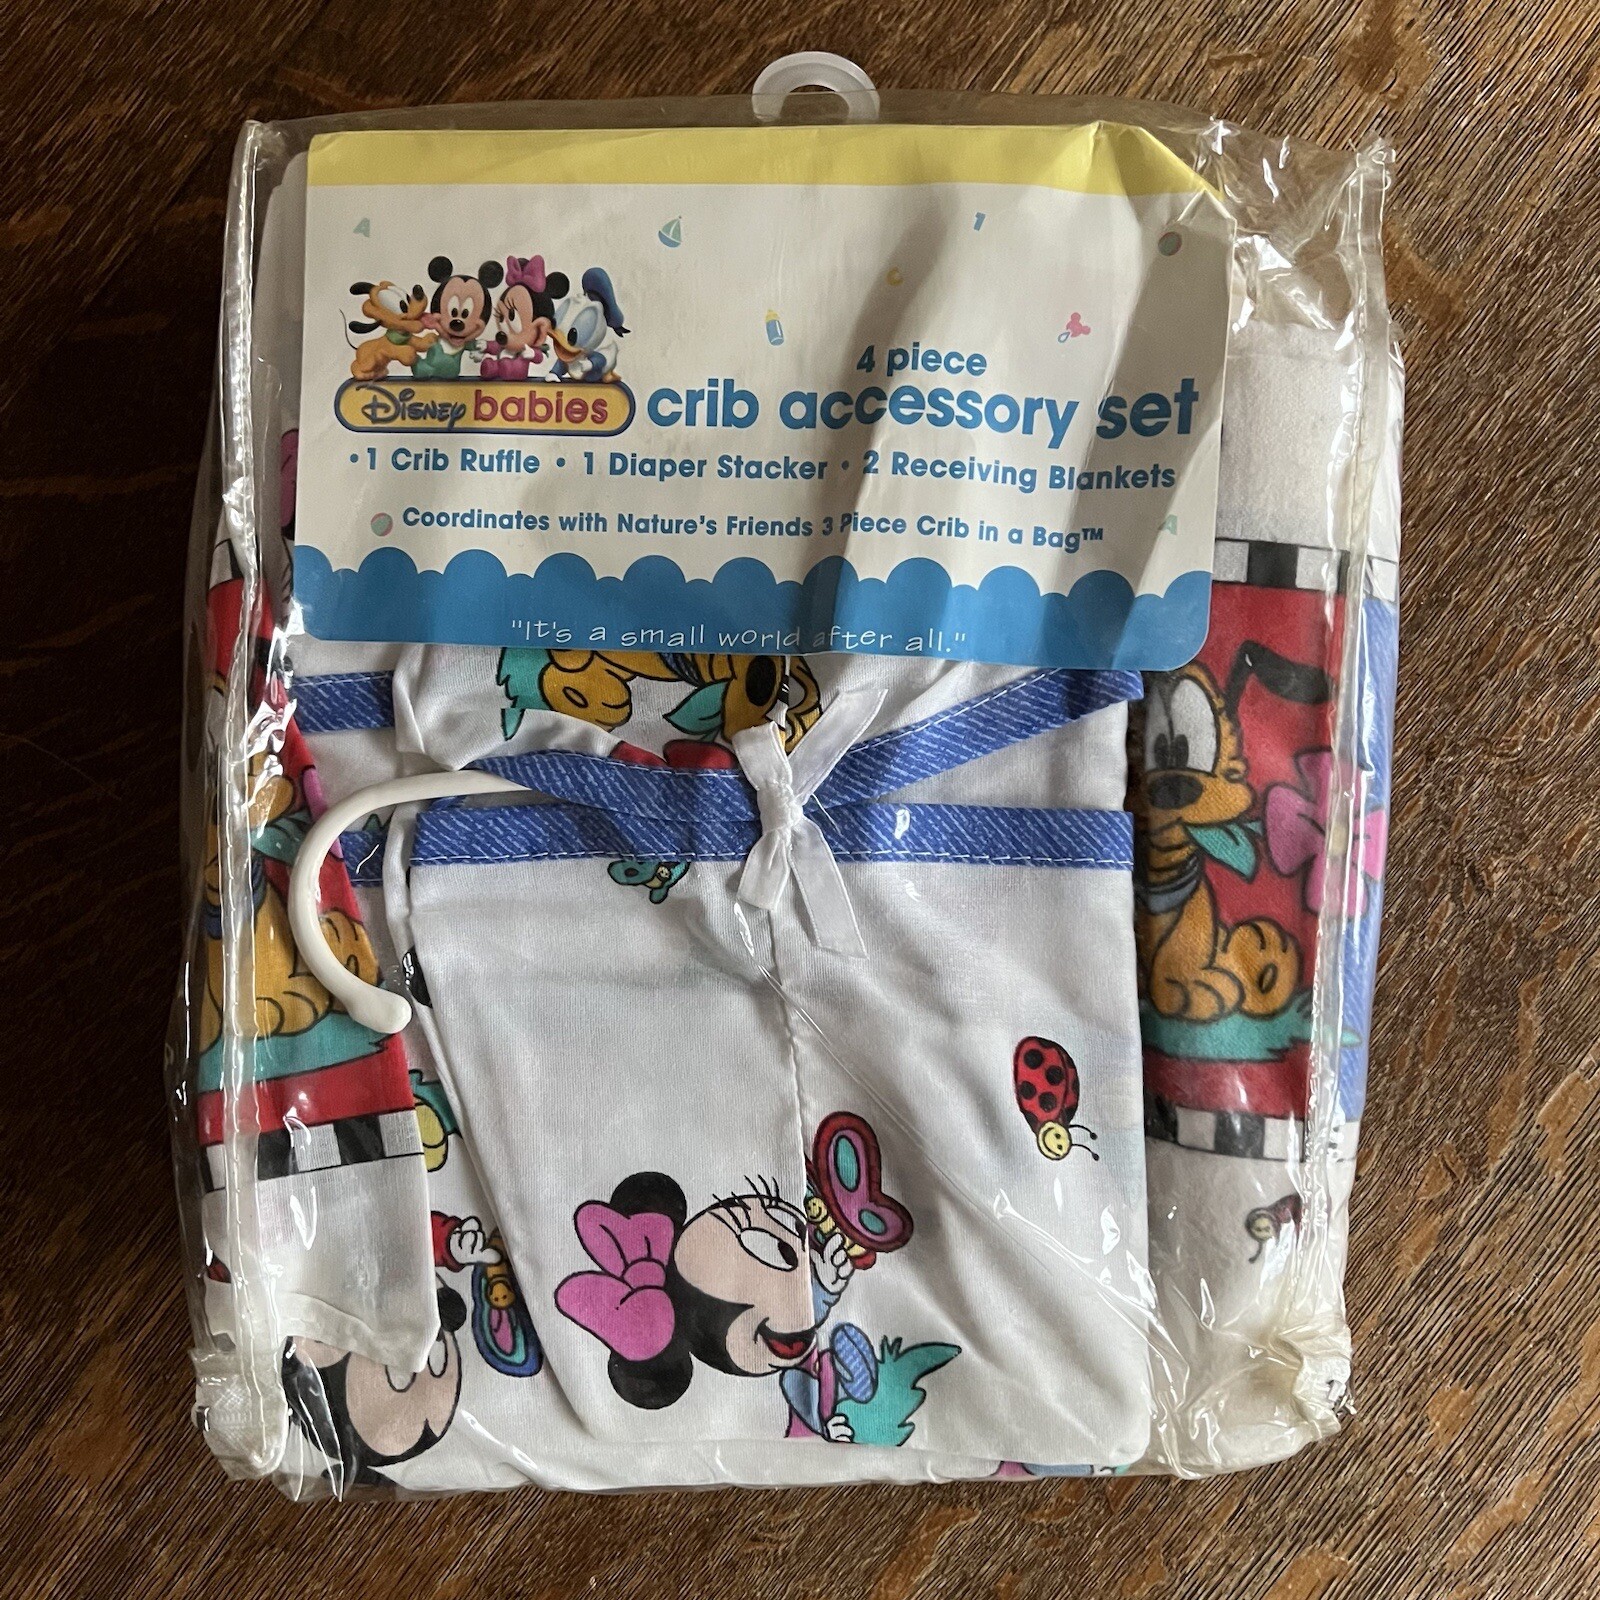 4 piece
Disney babies crib accessory set
• 1 Crib Ruffle • 1 Diaper Stacker • 2 Receiving Blankets
Coordinates with Nature's Friends 3 Piece Crib in a Bag™
"It's a small world after all."